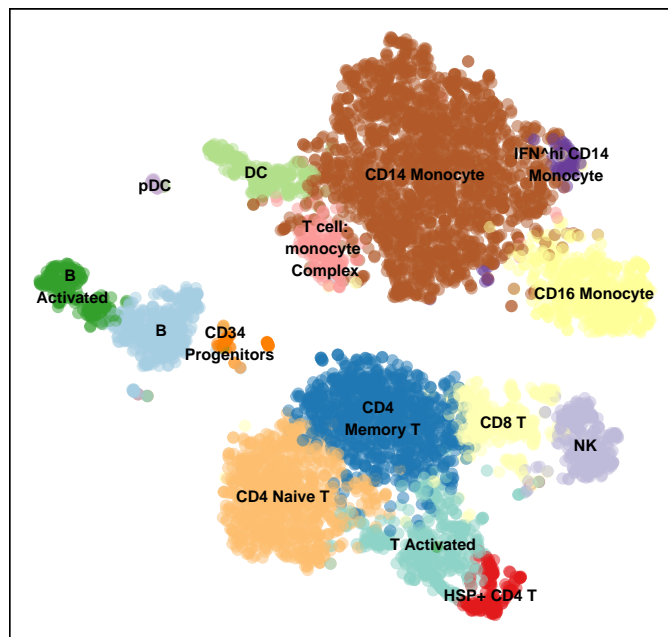 IFN^hi CD14
Monocyte
DC
CD14 Monocyte
pDC
T cell:
monocyte
Complex
B
Activated
CD16 Monocyte
B
CD34
Progenitors
CD4
Memory T
CD8 T
NK
CD4 Naive T
T Activated
HSP+ CD4 T